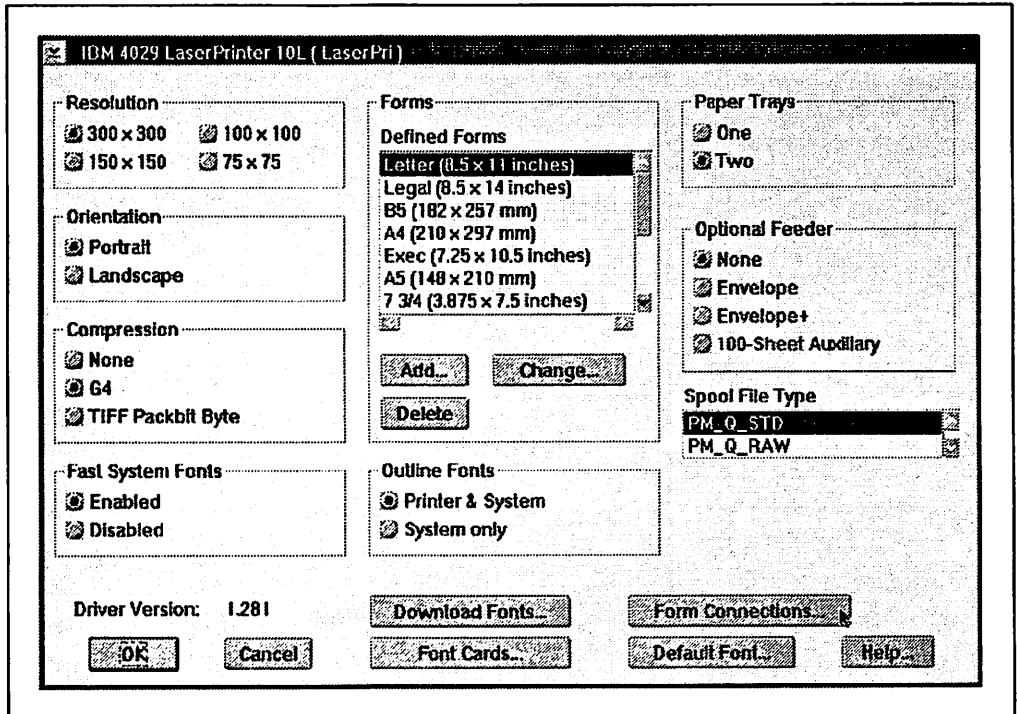 IBM 4029 LaserPrinter 10L ( LaserPri )
Resolution
300 x 300
100 x 100
150 x 150
75 x 75
Orientation
Portrait
Landscape
Compression
None
G4
TIFF Packbit Byte
Fast System Fonts
Enabled
Disabled
Forms
Defined Forms
Letter (8.5 x 11 inches)
Legal (8.5 x 14 inches)
B5 (182 x 257 mm)
A4 (210 x 297 mm)
Exec (7.25 x 10.5 inches)
A5 (148 x 210 mm)
7 3/4 (3.875 x 7.5 inches)
Add...
Change...
Delete
Outline Fonts
Printer & System
System only
Paper Trays
One
Two
Optional Feeder
None
Envelope
Envelope+
100-Sheet Auxiliary
Spool File Type
PM_Q_STD
PM_Q_RAW
Driver Version: 1.281
Download Fonts...
Form Connections...
OK
Cancel
Font Cards...
Default Font...
Help...